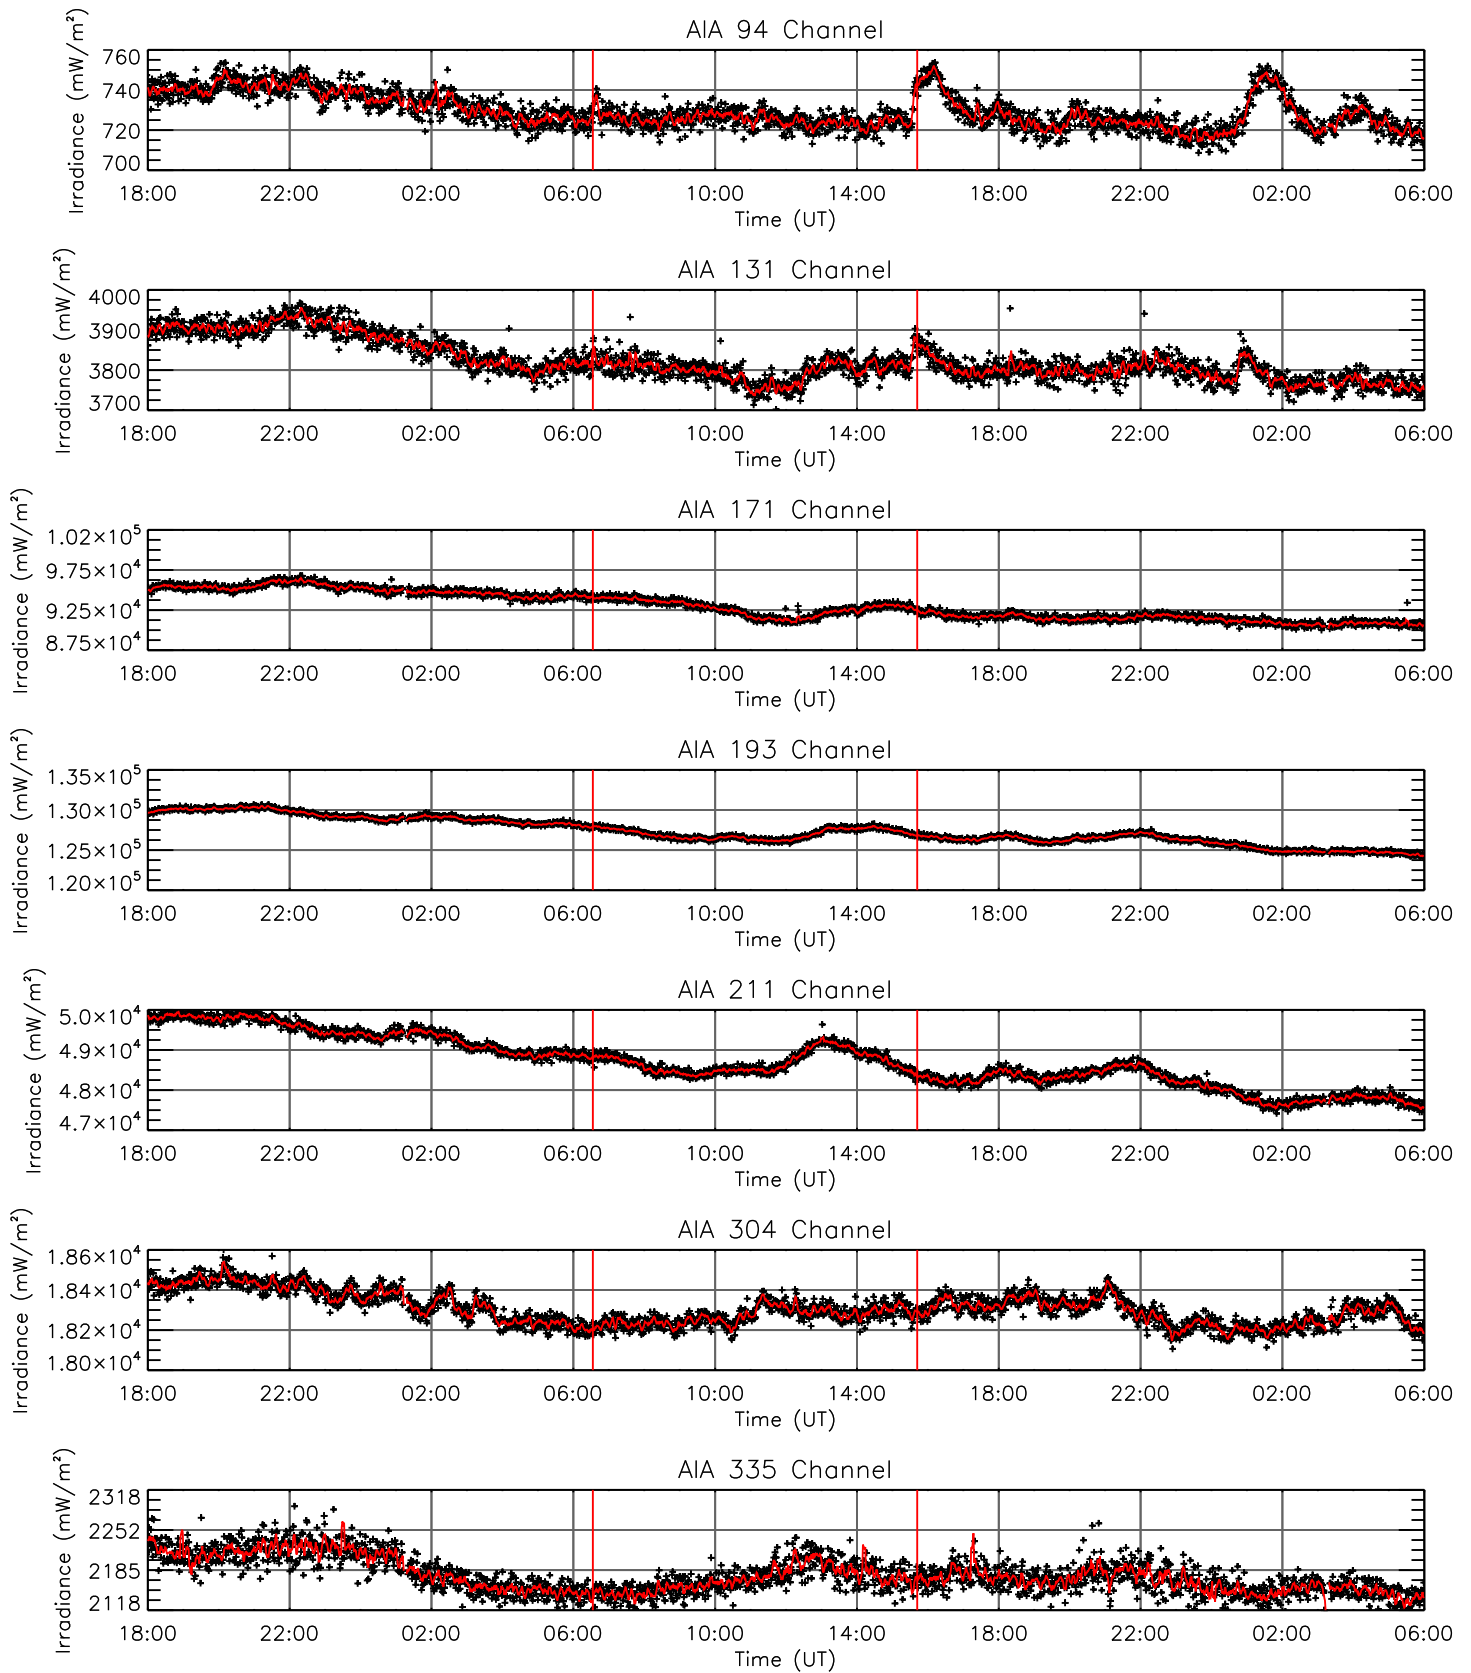 AIA 94 Channel
Irradiance (mW/m²)
760
740
720
700
18:00 22:00 02:00 06:00 10:00 14:00 18:00 22:00 02:00 06:00
Time (UT)
AIA 131 Channel
Irradiance (mW/m²)
4000
3900
3800
3700
18:00 22:00 02:00 06:00 10:00 14:00 18:00 22:00 02:00 06:00
Time (UT)
AIA 171 Channel
Irradiance (mW/m²)
1.02×10⁵
9.75×10⁴
9.25×10⁴
8.75×10⁴
18:00 22:00 02:00 06:00 10:00 14:00 18:00 22:00 02:00 06:00
Time (UT)
AIA 193 Channel
Irradiance (mW/m²)
1.35×10⁵
1.30×10⁵
1.25×10⁵
1.20×10⁵
18:00 22:00 02:00 06:00 10:00 14:00 18:00 22:00 02:00 06:00
Time (UT)
AIA 211 Channel
Irradiance (mW/m²)
5.0×10⁴
4.9×10⁴
4.8×10⁴
4.7×10⁴
18:00 22:00 02:00 06:00 10:00 14:00 18:00 22:00 02:00 06:00
Time (UT)
AIA 304 Channel
Irradiance (mW/m²)
1.86×10⁴
1.84×10⁴
1.82×10⁴
1.80×10⁴
18:00 22:00 02:00 06:00 10:00 14:00 18:00 22:00 02:00 06:00
Time (UT)
AIA 335 Channel
Irradiance (mW/m²)
2318
2252
2185
2118
18:00 22:00 02:00 06:00 10:00 14:00 18:00 22:00 02:00 06:00
Time (UT)